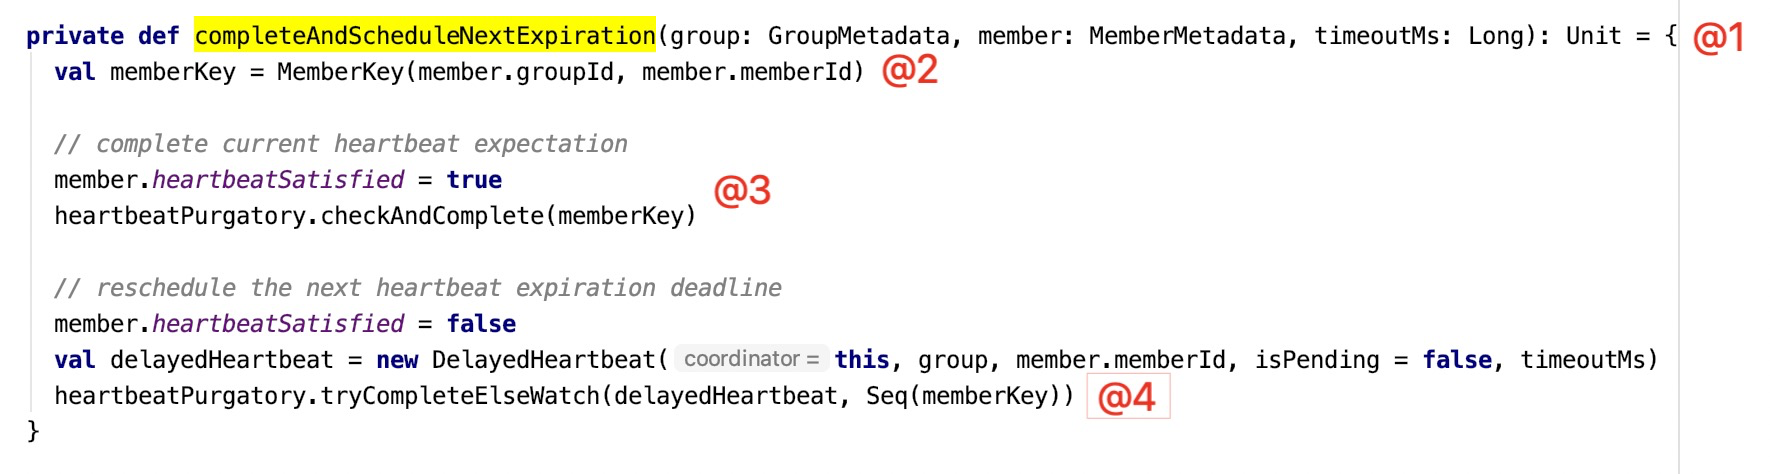 private def completeAndScheduleNextExpiration(group: GroupMetadata, member: MemberMetadata, timeoutMs: Long): Unit = { @1
val memberKey = MemberKey(member.groupId, member.memberId) @2
// complete current heartbeat expectation
member.heartbeatSatisfied = true
@3
heartbeatPurgatory.checkAndComplete(memberKey)
// reschedule the next heartbeat expiration deadline
member.heartbeatSatisfied = false
val delayedHeartbeat = new DelayedHeartbeat( coordinator = this, group, member.memberId, isPending = false, timeoutMs)
heartbeatPurgatory.tryCompleteElseWatch(delayedHeartbeat, Seq(memberKey)) @4
}